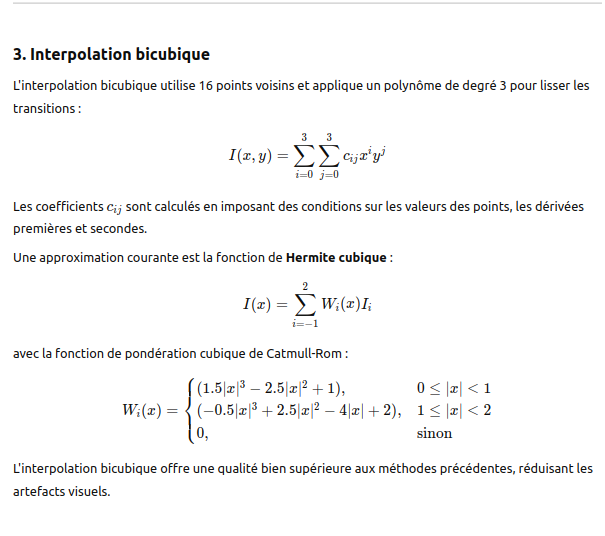 3. Interpolation bicubique
L'interpolation bicubique utilise 16 points voisins et applique un polynôme de degré 3 pour lisser les
transitions :
I(x, y) = \sum_{i=0}^{3} \sum_{j=0}^{3} c_{ij} x^i y^j
Les coefficients c_{ij} sont calculés en imposant des conditions sur les valeurs des points, les dérivées
premières et secondes.
Une approximation courante est la fonction de Hermite cubique :
I(x) = \sum_{i=-1}^{2} W_i(x) I_i
avec la fonction de pondération cubique de Catmull-Rom :
W_i(x) = \begin{cases} (1.5|x|^3 - 2.5|x|^2 + 1), & 0 \leq |x| < 1 \\ (-0.5|x|^3 + 2.5|x|^2 - 4|x| + 2), & 1 \leq |x| < 2 \\ 0, & \text{sinon} \end{cases}
L'interpolation bicubique offre une qualité bien supérieure aux méthodes précédentes, réduisant les
artefacts visuels.